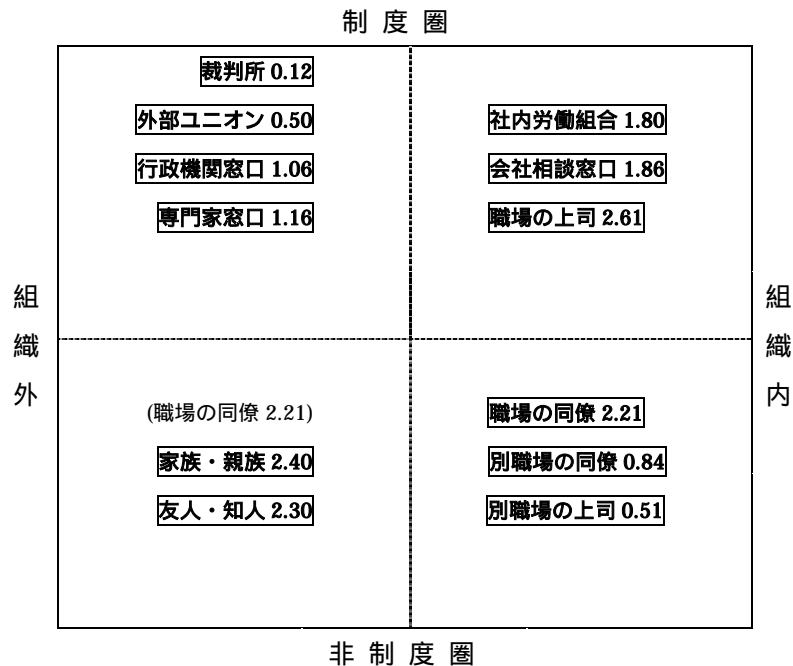 制度圏
裁判所 0.12
外部ユニオン 0.50
行政機関窓口 1.06
専門家窓口 1.16
社内労働組合 1.80
会社相談窓口 1.86
職場の上司 2.61
組織外
組織内
(職場の同僚 2.21)
家族・親族 2.40
友人・知人 2.30
職場の同僚 2.21
別職場の同僚 0.84
別職場の上司 0.51
非制度圏